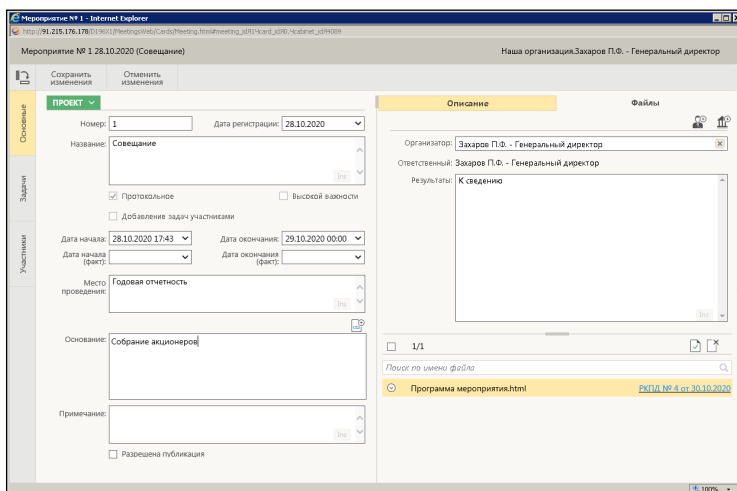 Мероприятие № 1 - Internet Explorer
Мероприятие № 1 28.10.2020 (Совещание)
Наша организация.Захаров П.Ф. - Генеральный директор
Сохранить изменения
Отменить изменения
Основные
Задачи
Участники
ПРОЕКТ
Номер: 1
Дата регистрации: 28.10.2020
Название: Совещание
Ins
Протокольное
Высокой важности
Добавление задач участниками
Дата начала: 28.10.2020 17:43
Дата окончания: 29.10.2020 00:00
Дата начала (факт):
Дата окончания (факт):
Место проведения: Годовая отчетность
Ins
Основание: Собрание акционеров
Примечание:
Ins
Разрешена публикация
Описание
Файлы
Организатор: Захаров П.Ф. - Генеральный директор
Ответственный: Захаров П.Ф. - Генеральный директор
Результаты: К сведению
Ins
1/1
Поиск по имени файла
Программа мероприятия.html
РКПД № 4 от 30.10.2020
100%